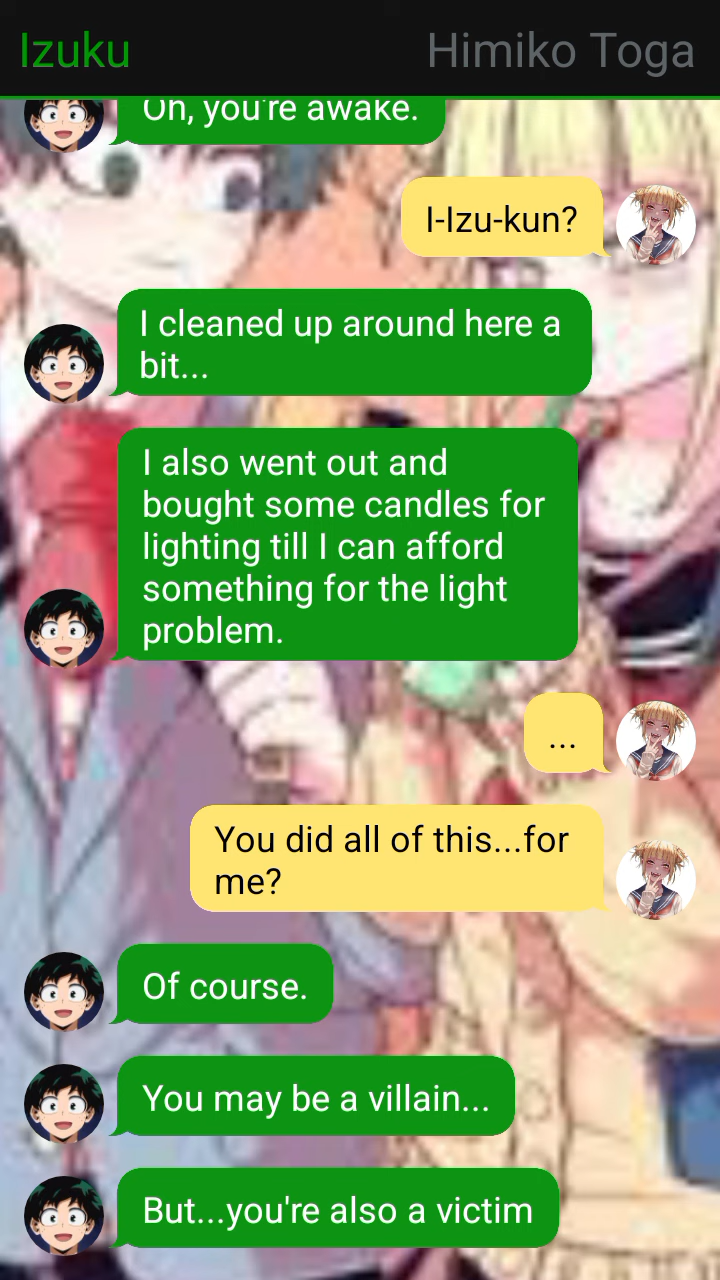 Izuku
Himiko Toga
Oh, you're awake.
I-Izu-kun?
I cleaned up around here a
bit...
I also went out and
bought some candles for
lighting till I can afford
something for the light
problem.
...
You did all of this...for
me?
Of course.
You may be a villain...
But...you're also a victim